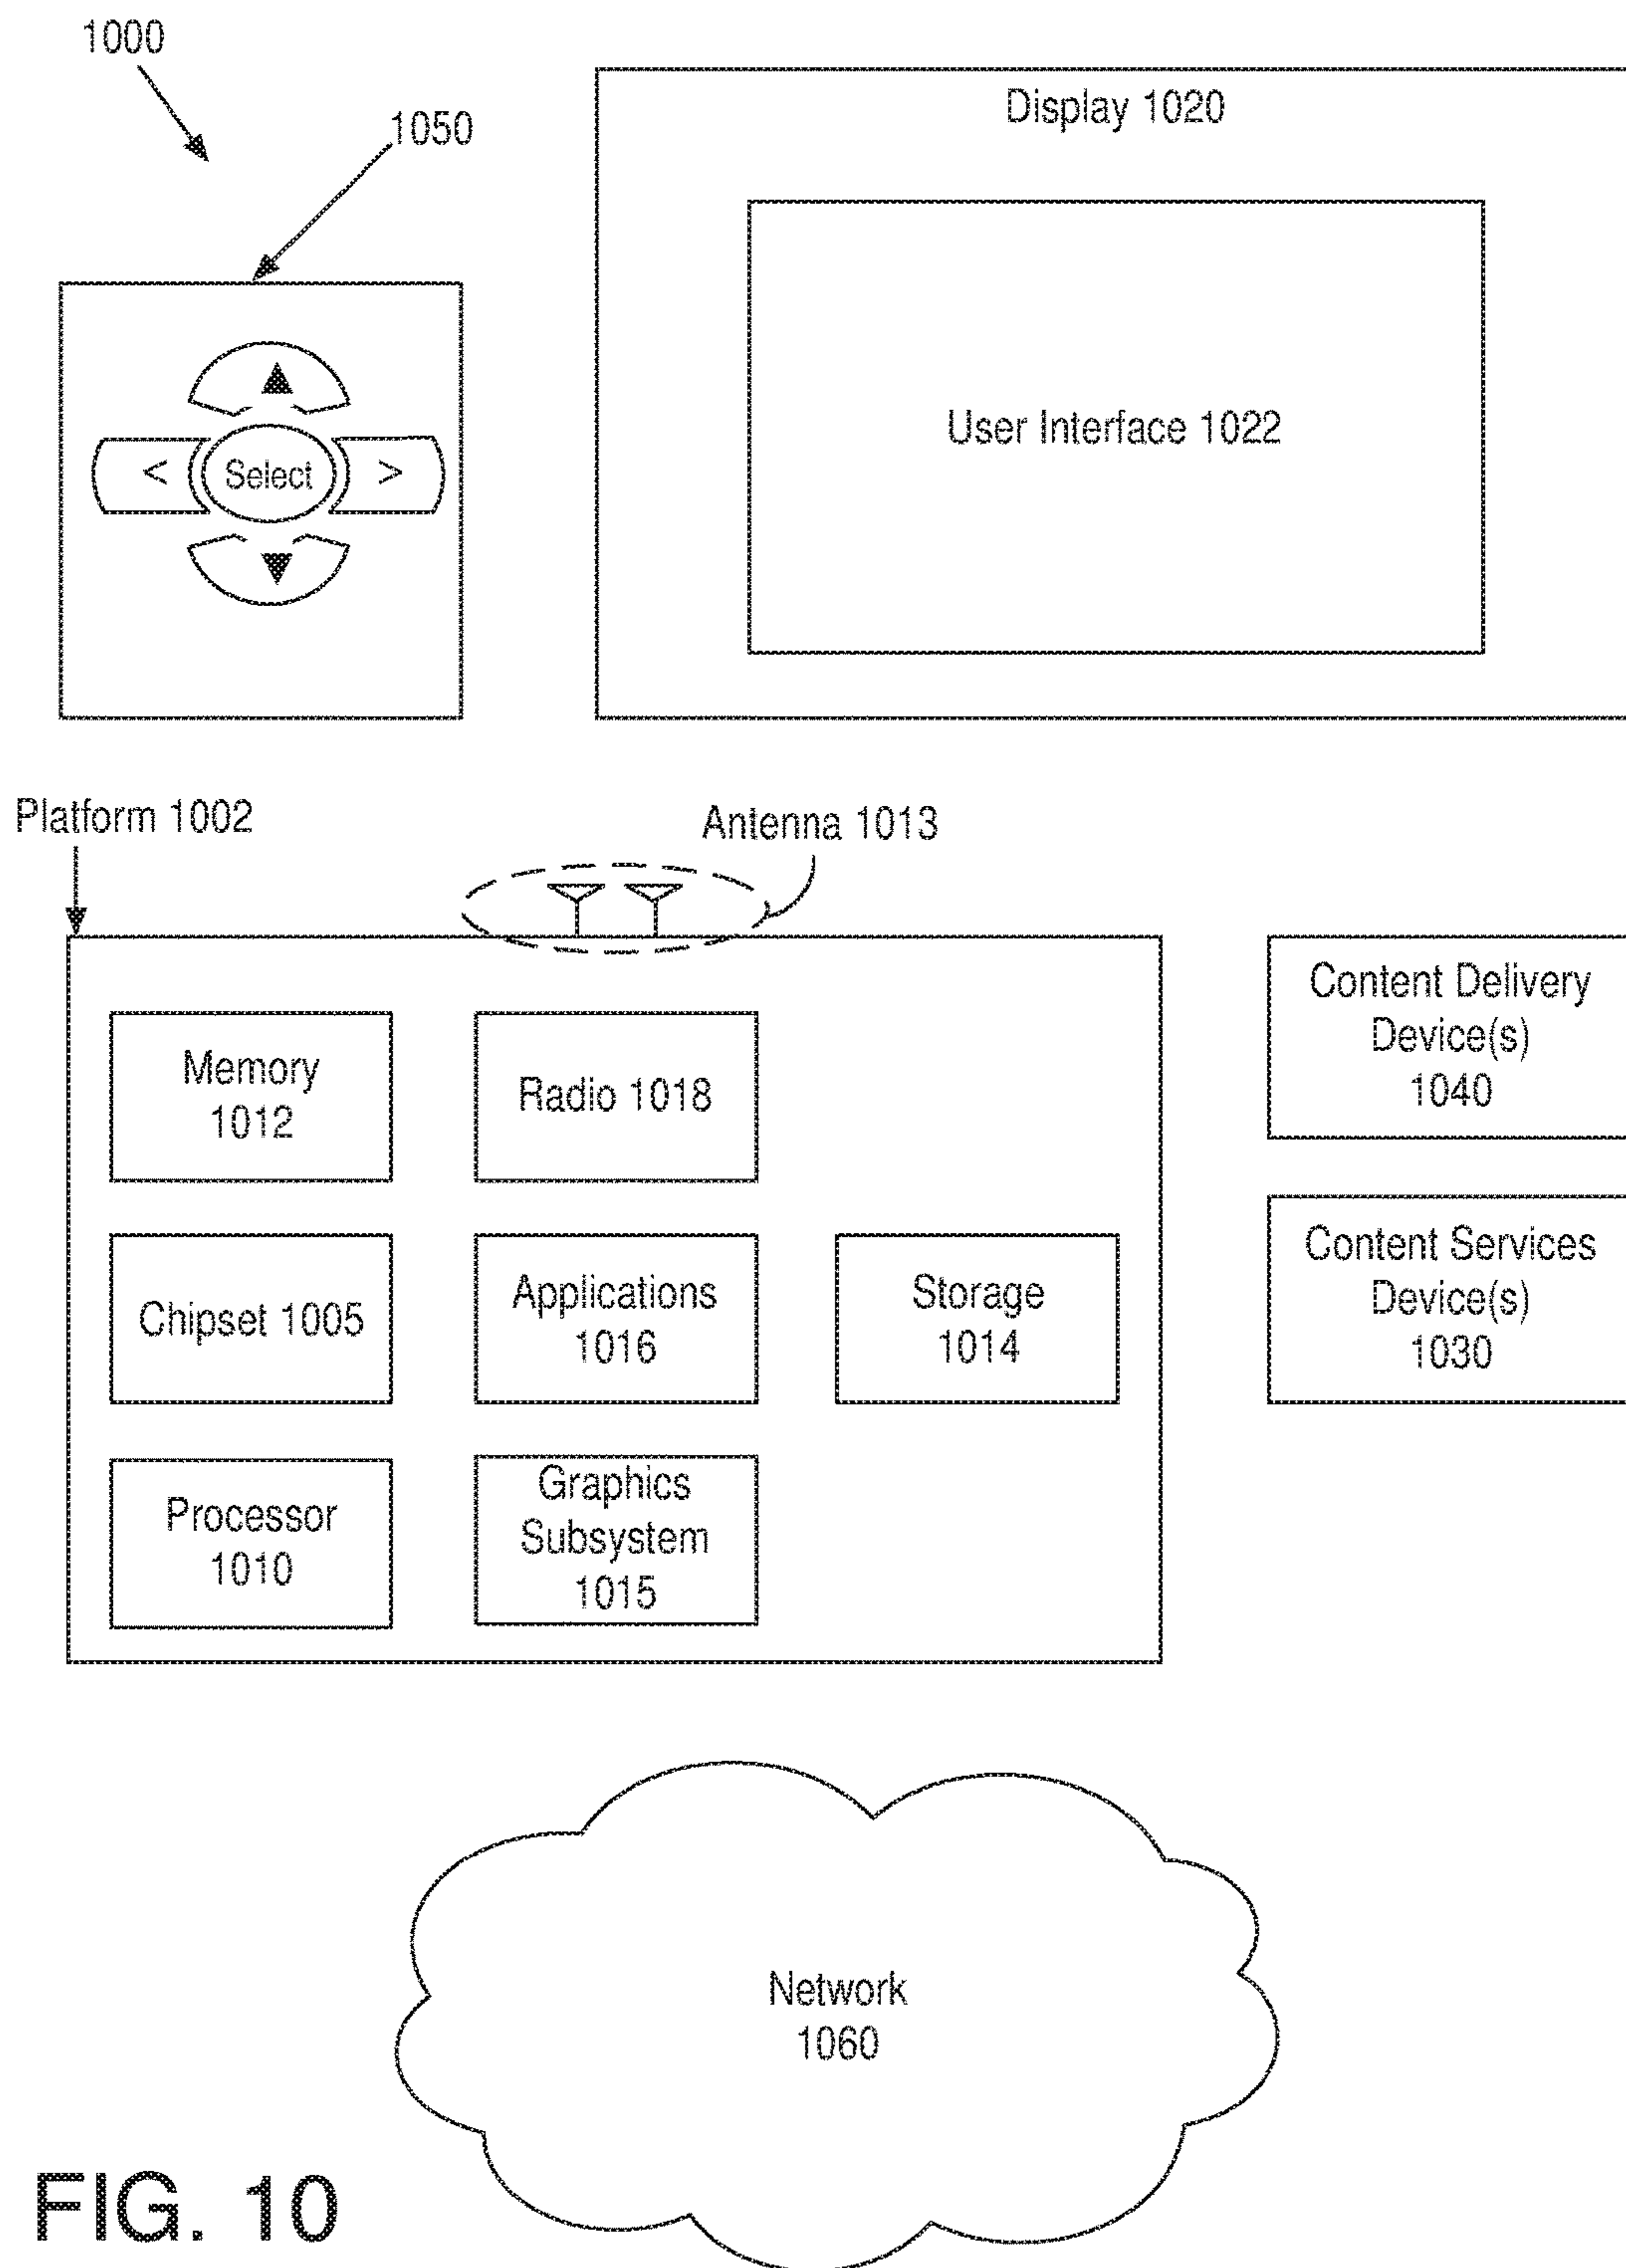 1000
1050
Display 1020
User Interface 1022
<
Select
>
Platform 1002
Antenna 1013
Memory
1012
Radio 1018
Content Delivery
Device(s)
1040
Chipset 1005
Applications
1016
Storage
1014
Content Services
Device(s)
1030
Processor
1010
Graphics
Subsystem
1015
Network
1060
FIG. 10